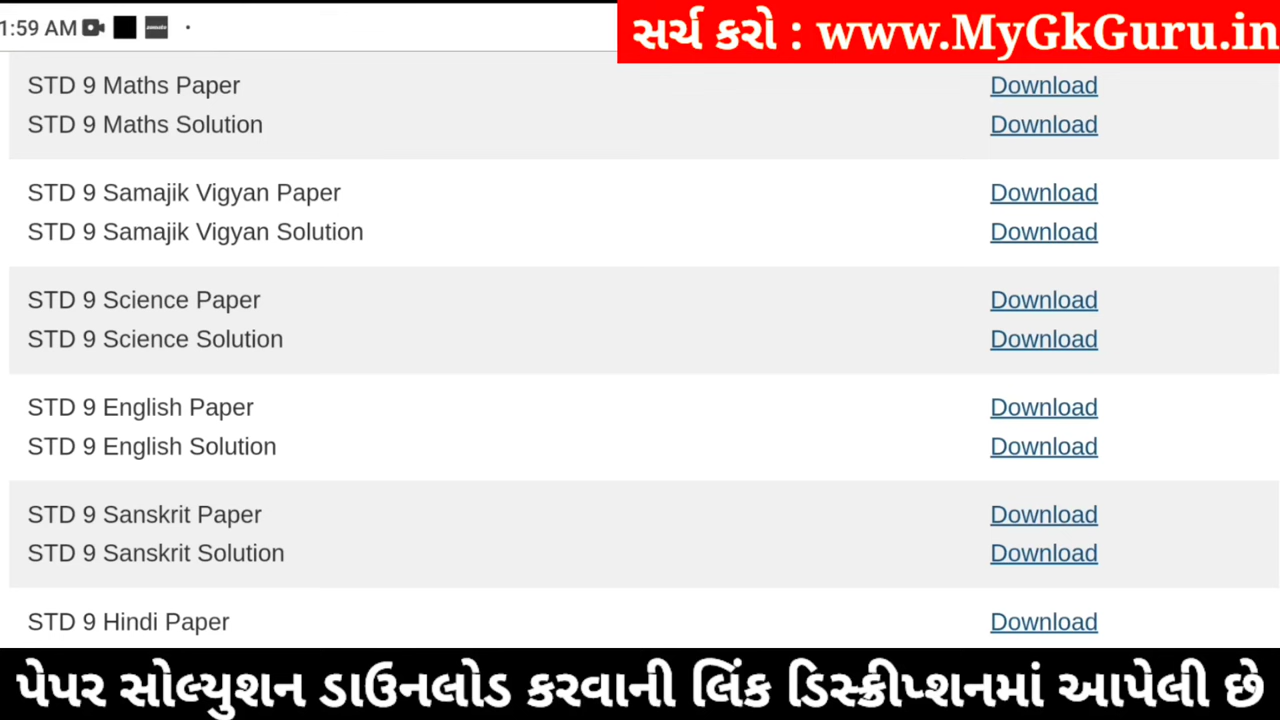 1:59 AM
સર્ચ કરો : www.MyGkGuru.in
STD 9 Maths Paper Download
STD 9 Maths Solution Download
STD 9 Samajik Vigyan Paper Download
STD 9 Samajik Vigyan Solution Download
STD 9 Science Paper Download
STD 9 Science Solution Download
STD 9 English Paper Download
STD 9 English Solution Download
STD 9 Sanskrit Paper Download
STD 9 Sanskrit Solution Download
STD 9 Hindi Paper Download
પેપર સોલ્યુશન ડાઉનલોડ કરવાની લિંક ડિસ્ક્રીપ્શનમાં આપેલી છે